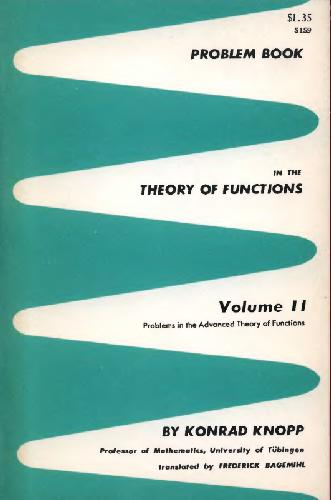 $1.35
S159
PROBLEM BOOK
IN THE
THEORY OF FUNCTIONS
Volume II
Problems in the Advanced Theory of Functions
BY KONRAD KNOPP
Professor of Mathematics, University of Tübingen
translated by FREDERICK BAGEMIHL